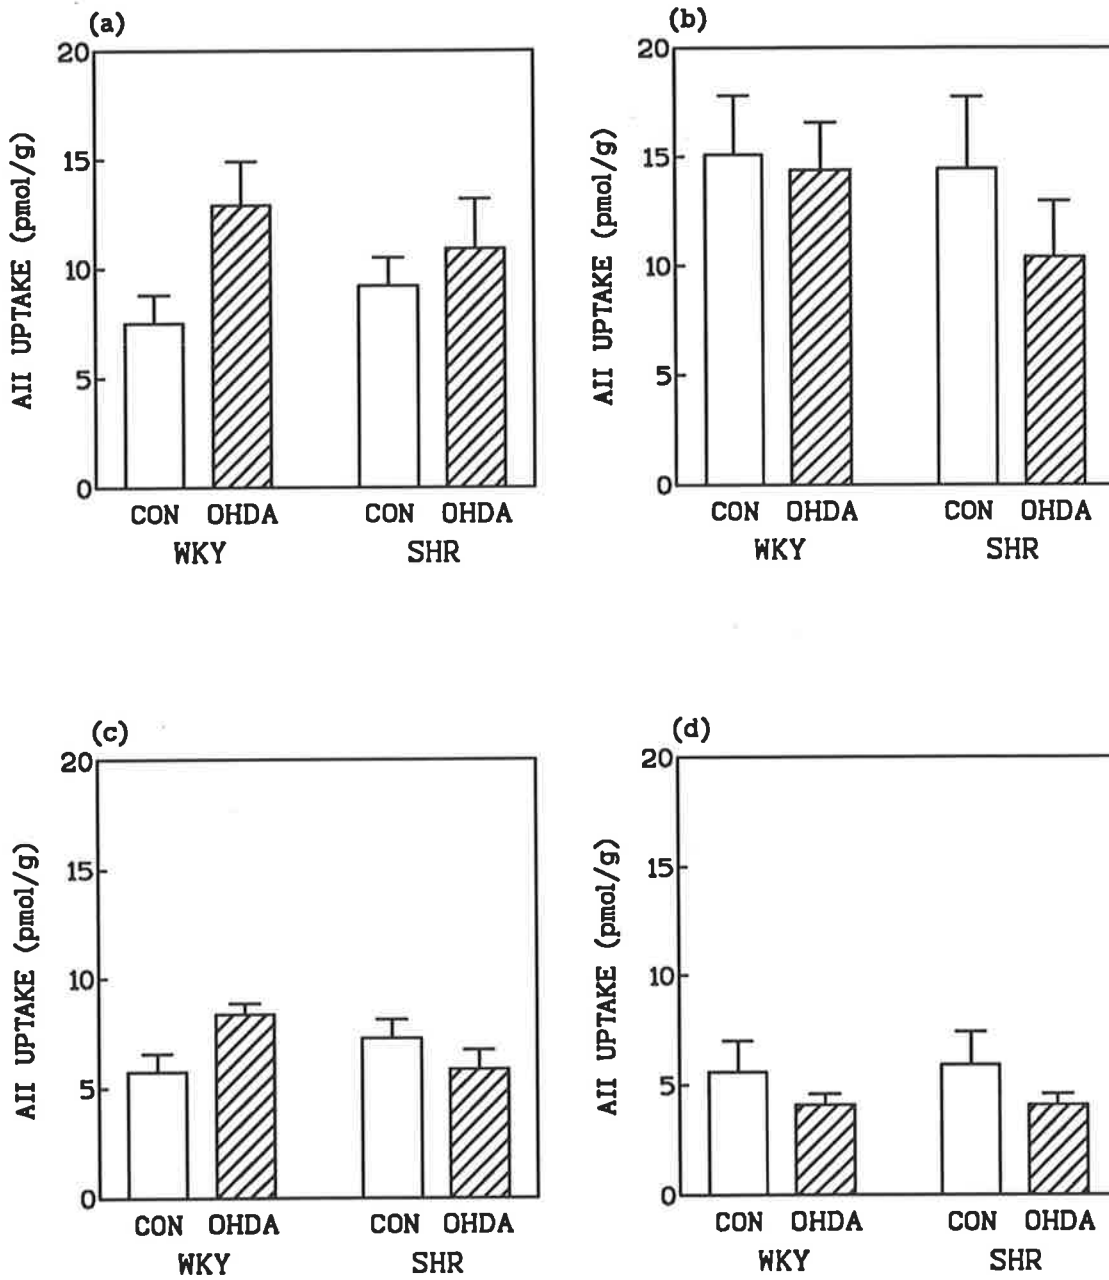 (a)
20
15
10
5
0
AII UPTAKE (pmol/g)
CON OHDA CON OHDA
WKY SHR
(b)
20
15
10
5
0
AII UPTAKE (pmol/g)
CON OHDA CON OHDA
WKY SHR
(c)
20
15
10
5
0
AII UPTAKE (pmol/g)
CON OHDA CON OHDA
WKY SHR
(d)
20
15
10
5
0
AII UPTAKE (pmol/g)
CON OHDA CON OHDA
WKY SHR